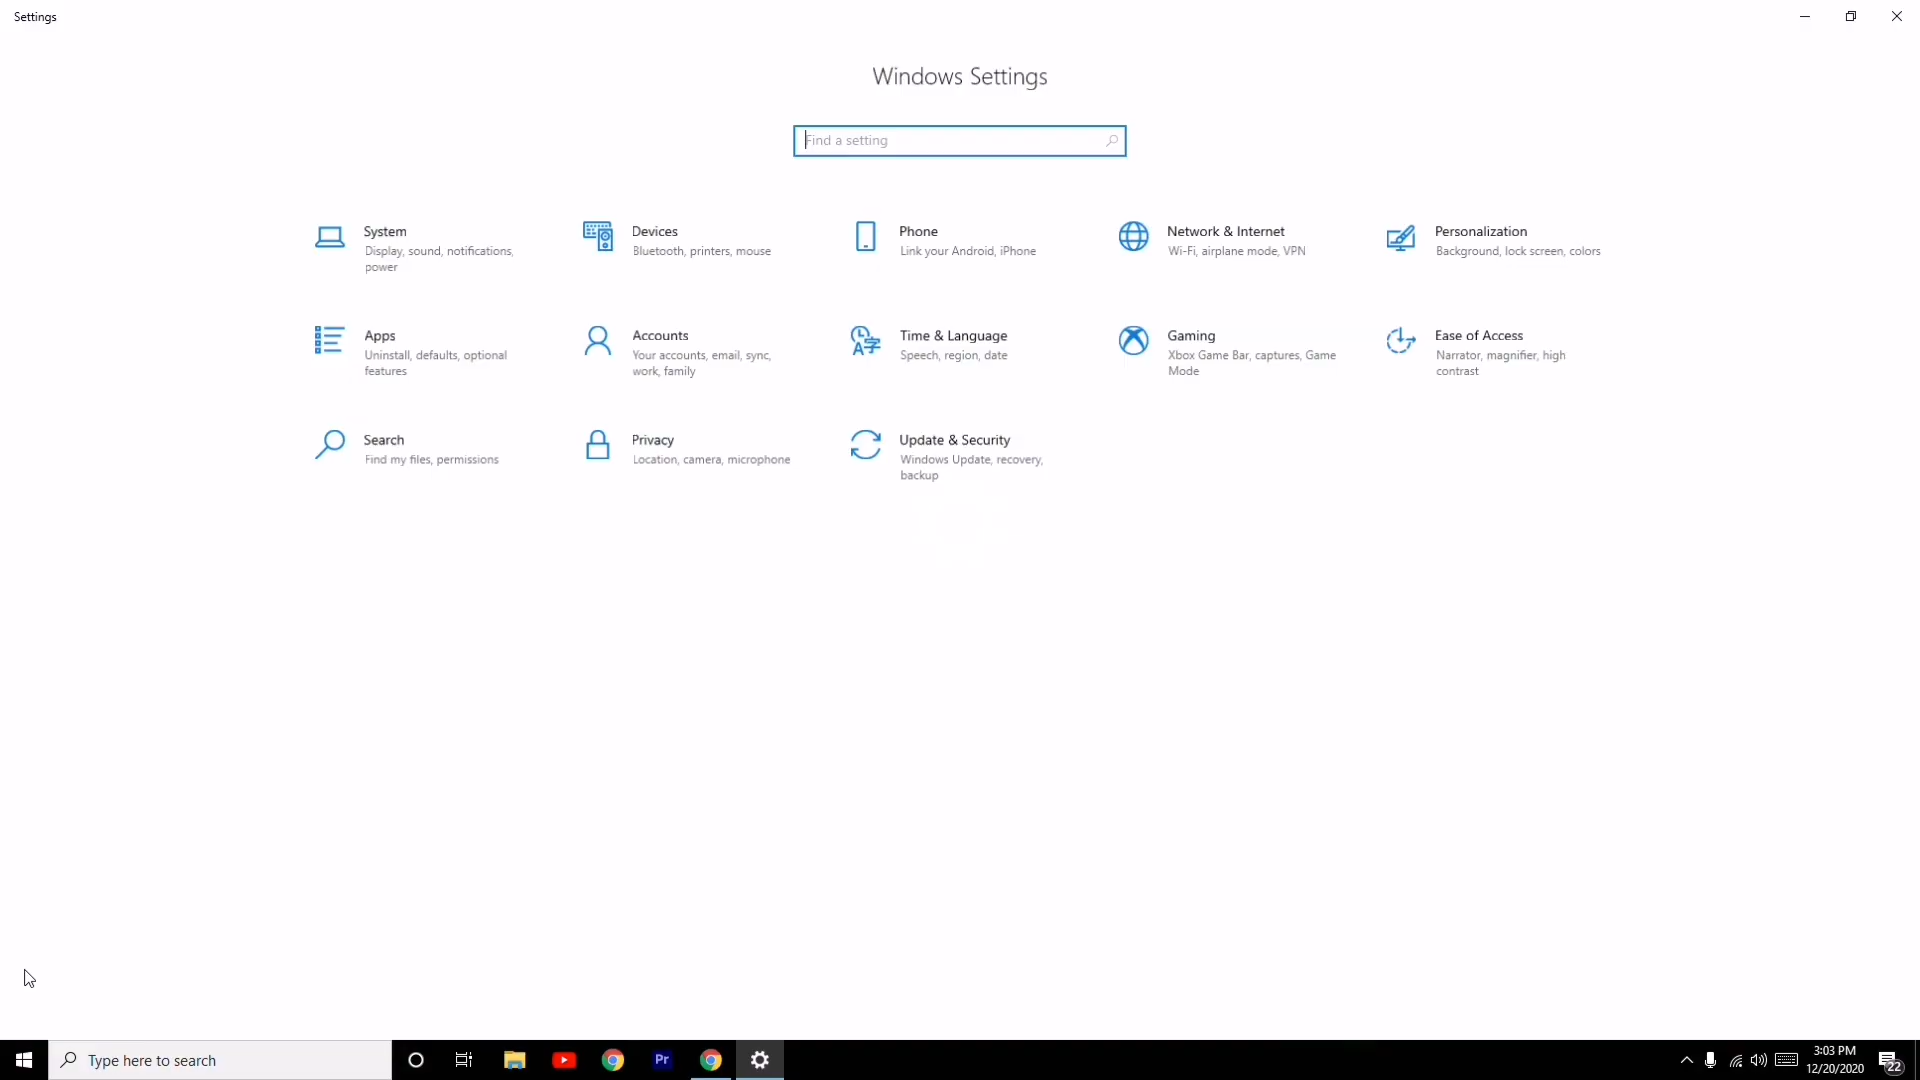 Settings
Windows Settings
Find a setting
System
Display, sound, notifications,
power
Devices
Bluetooth, printers, mouse
Phone
Link your Android, iPhone
Network & Internet
Wi-Fi, airplane mode, VPN
Personalization
Background, lock screen, colors
Apps
Uninstall, defaults, optional
features
Accounts
Your accounts, email, sync,
work, family
Time & Language
Speech, region, date
Gaming
Xbox Game Bar, captures, Game
Mode
Ease of Access
Narrator, magnifier, high
contrast
Search
Find my files, permissions
Privacy
Location, camera, microphone
Update & Security
Windows Update, recovery,
backup
Type here to search
Pr
3:03 PM
12/20/2020
22